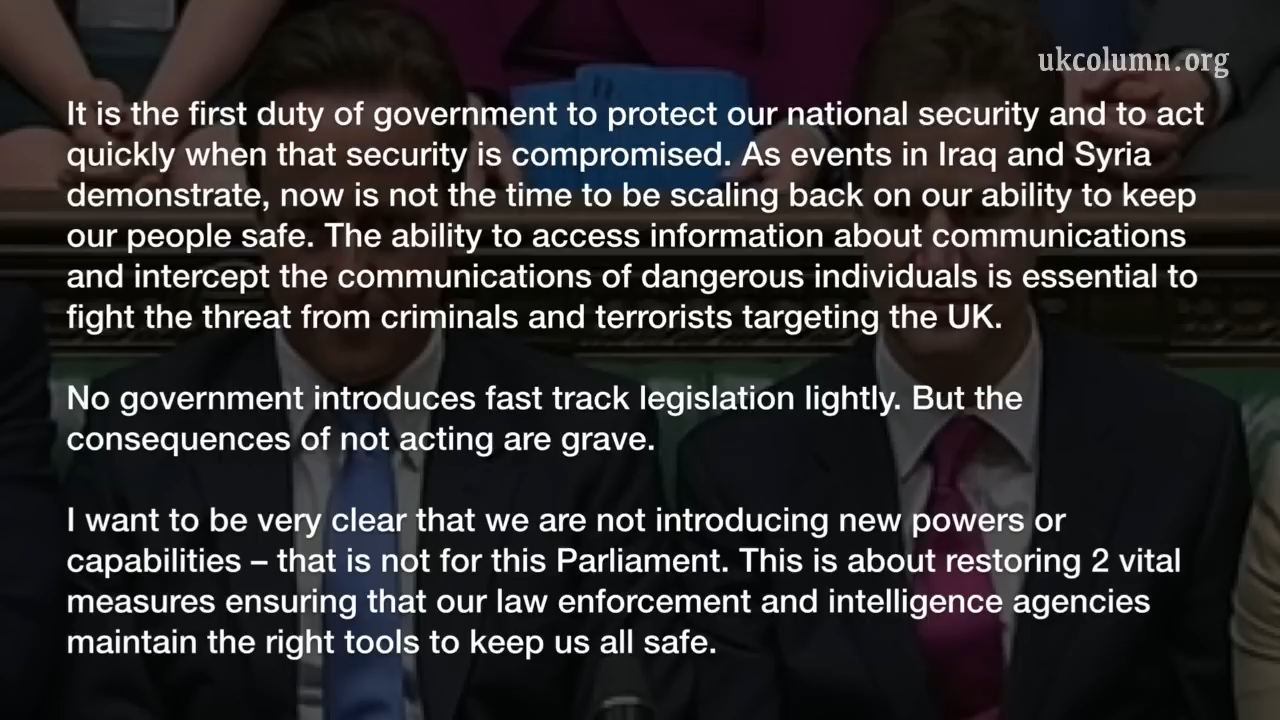 ukcolumn.org
It is the first duty of government to protect our national security and to act
quickly when that security is compromised. As events in Iraq and Syria
demonstrate, now is not the time to be scaling back on our ability to keep
our people safe. The ability to access information about communications
and intercept the communications of dangerous individuals is essential to
fight the threat from criminals and terrorists targeting the UK.
No government introduces fast track legislation lightly. But the
consequences of not acting are grave.
I want to be very clear that we are not introducing new powers or
capabilities – that is not for this Parliament. This is about restoring 2 vital
measures ensuring that our law enforcement and intelligence agencies
maintain the right tools to keep us all safe.